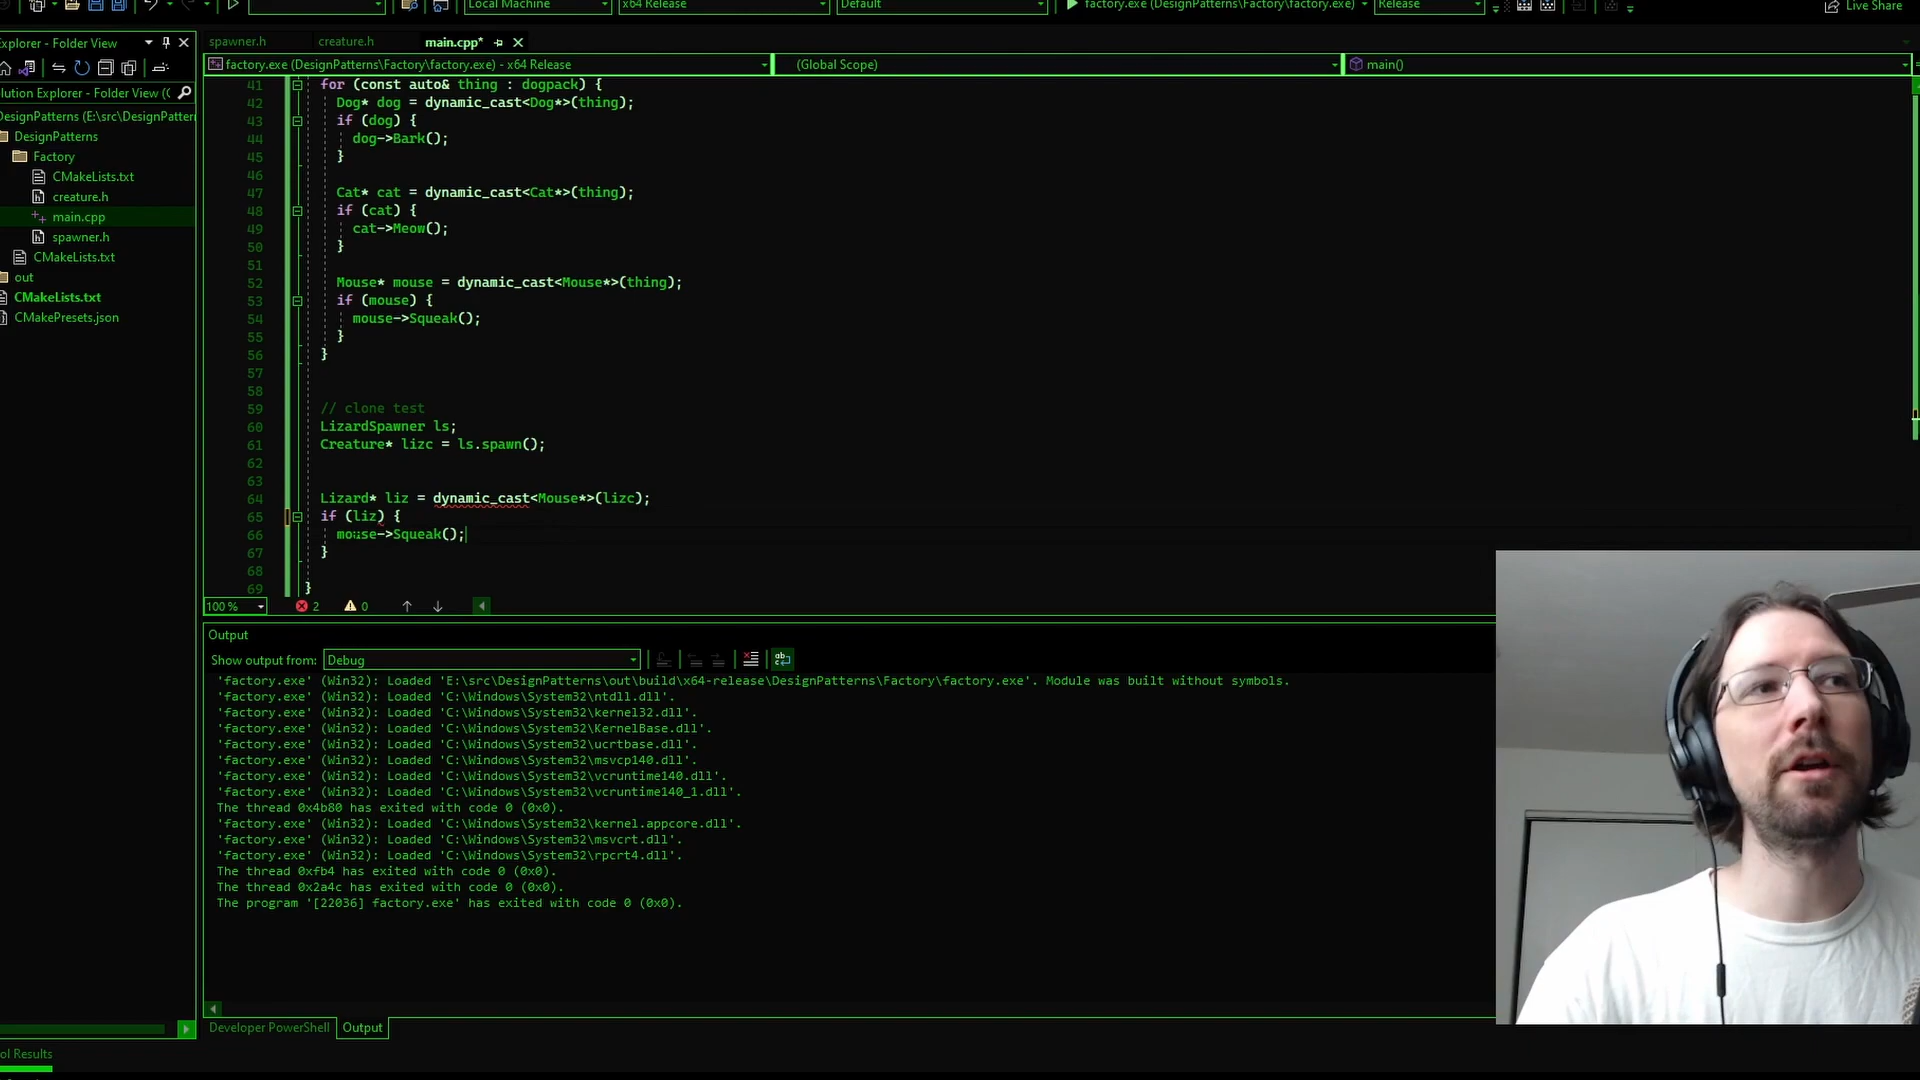 Local Machine
x64 Release
Default
factory.exe (DesignPatterns\Factory\factory.exe)
Release
Live Share
Explorer - Folder View
spawner.h
creature.h
main.cpp*
factory.exe (DesignPatterns\Factory\factory.exe) - x64 Release
(Global Scope)
main()
DesignPatterns (E:\src\DesignPatter
DesignPatterns
Factory
CMakeLists.txt
creature.h
main.cpp
spawner.h
CMakeLists.txt
out
CMakeLists.txt
CMakePresets.json
41 for (const auto& thing : dogpack) {
42 Dog* dog = dynamic_cast<Dog*>(thing);
43 if (dog) {
44 dog->Bark();
45 }
46
47 Cat* cat = dynamic_cast<Cat*>(thing);
48 if (cat) {
49 cat->Meow();
50 }
51
52 Mouse* mouse = dynamic_cast<Mouse*>(thing);
53 if (mouse) {
54 mouse->Squeak();
55 }
56 }
57
58
59 // clone test
60 LizardSpawner ls;
61 Creature* lizc = ls.spawn();
62
63
64 Lizard* liz = dynamic_cast<Mouse*>(lizc);
65 if (liz) {
66 mouse->Squeak();
67 }
68
69 }
100 %
2
0
Output
Show output from: Debug
'factory.exe' (Win32): Loaded 'E:\src\DesignPatterns\out\build\x64-release\DesignPatterns\Factory\factory.exe'. Module was built without symbols.
'factory.exe' (Win32): Loaded 'C:\Windows\System32\ntdll.dll'.
'factory.exe' (Win32): Loaded 'C:\Windows\System32\kernel32.dll'.
'factory.exe' (Win32): Loaded 'C:\Windows\System32\KernelBase.dll'.
'factory.exe' (Win32): Loaded 'C:\Windows\System32\ucrtbase.dll'.
'factory.exe' (Win32): Loaded 'C:\Windows\System32\msvcp140.dll'.
'factory.exe' (Win32): Loaded 'C:\Windows\System32\vcruntime140.dll'.
'factory.exe' (Win32): Loaded 'C:\Windows\System32\vcruntime140_1.dll'.
The thread 0x4b80 has exited with code 0 (0x0).
'factory.exe' (Win32): Loaded 'C:\Windows\System32\kernel.appcore.dll'.
'factory.exe' (Win32): Loaded 'C:\Windows\System32\msvcrt.dll'.
'factory.exe' (Win32): Loaded 'C:\Windows\System32\rpcrt4.dll'.
The thread 0xfb4 has exited with code 0 (0x0).
The thread 0x2a4c has exited with code 0 (0x0).
The program '[22036] factory.exe' has exited with code 0 (0x0).
Developer PowerShell
Output
ol Results